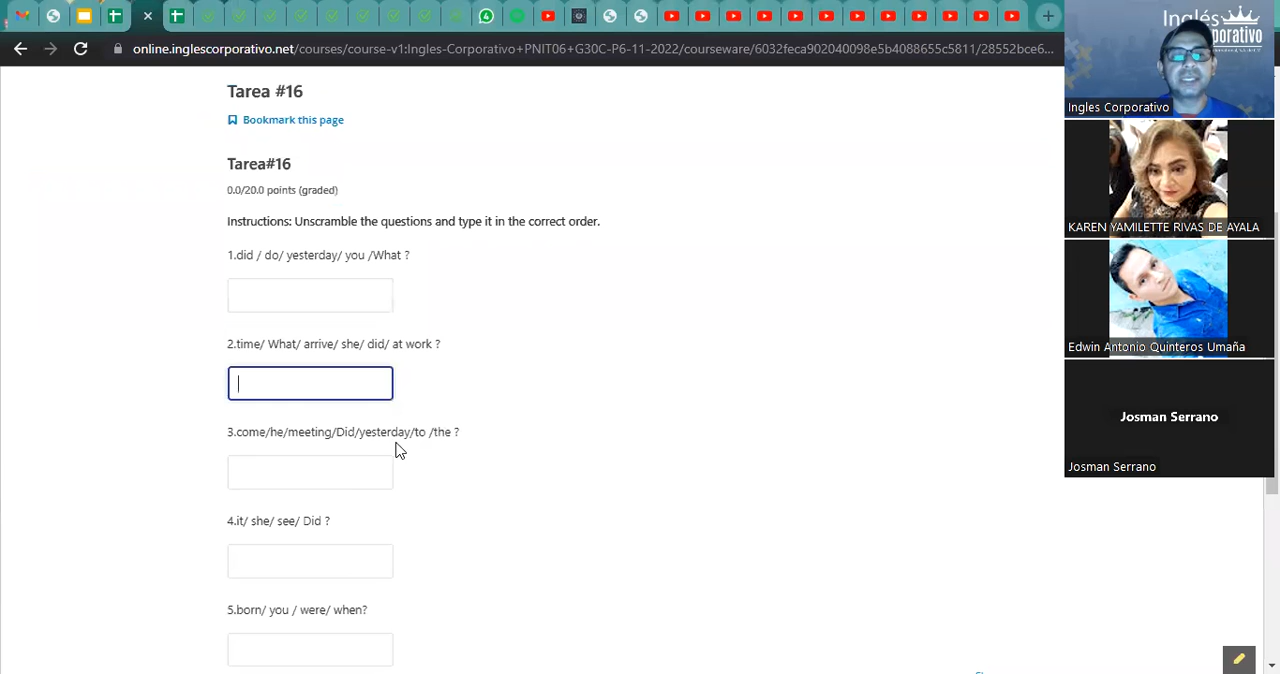 4
online.inglescorporativo.net/courses/course-v1:Ingles-Corporativo+PNIT06+G30C-P6-11-2022/courseware/6032feca902040098e5b4088655c5811/28552bce6...
Tarea #16
Bookmark this page
Tarea#16
0.0/20.0 points (graded)
Instructions: Unscramble the questions and type it in the correct order.
1.did / do/ yesterday/ you /What ?
2.time/ What/ arrive/ she/ did/ at work ?
3.come/he/meeting/Did/yesterday/to /the ?
4.it/ she/ see/ Did ?
5.born/ you / were/ when?
Inglés
Ingles Corporativo
KAREN YAMILETTE RIVAS DE AYALA
Edwin Antonio Quinteros Umaña
Josman Serrano
Josman Serrano